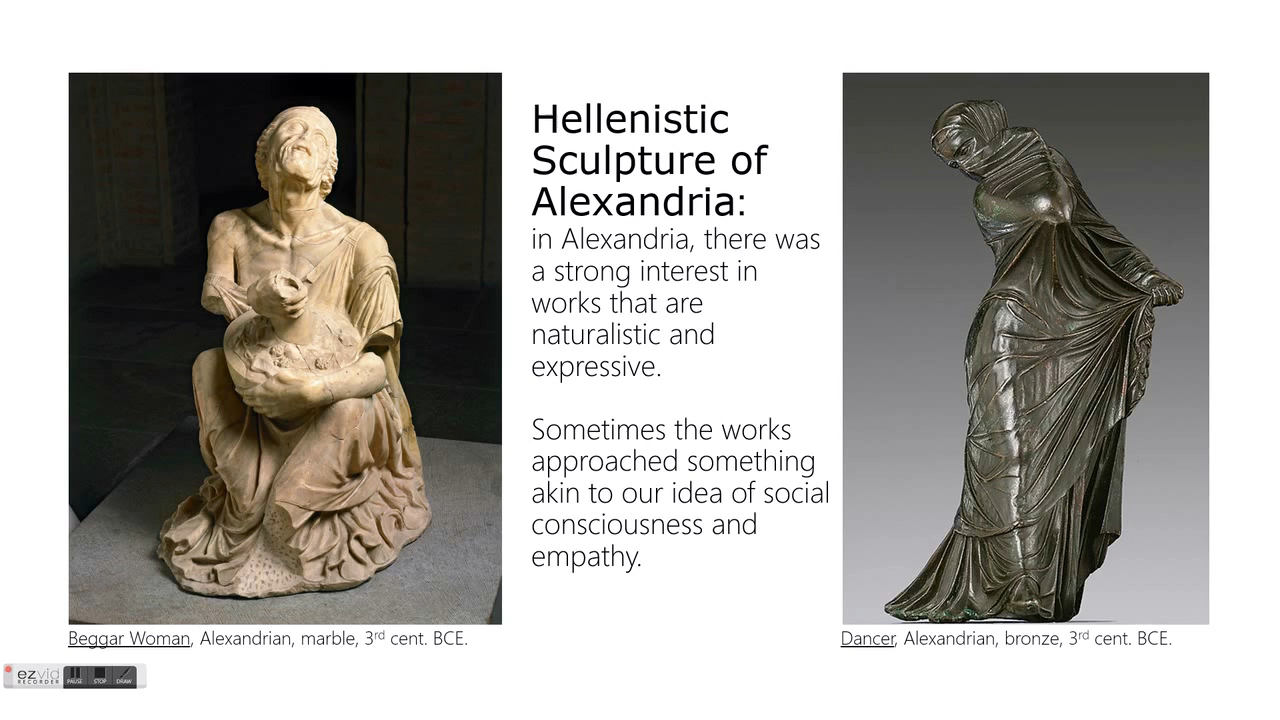 Hellenistic
Sculpture of
Alexandria:
in Alexandria, there was
a strong interest in
works that are
naturalistic and
expressive.
Sometimes the works
approached something
akin to our idea of social
consciousness and
empathy.
Beggar Woman, Alexandrian, marble, 3rd cent. BCE.
Dancer, Alexandrian, bronze, 3rd cent. BCE.
ezvid
RECORDER
PAUSE STOP DRAW